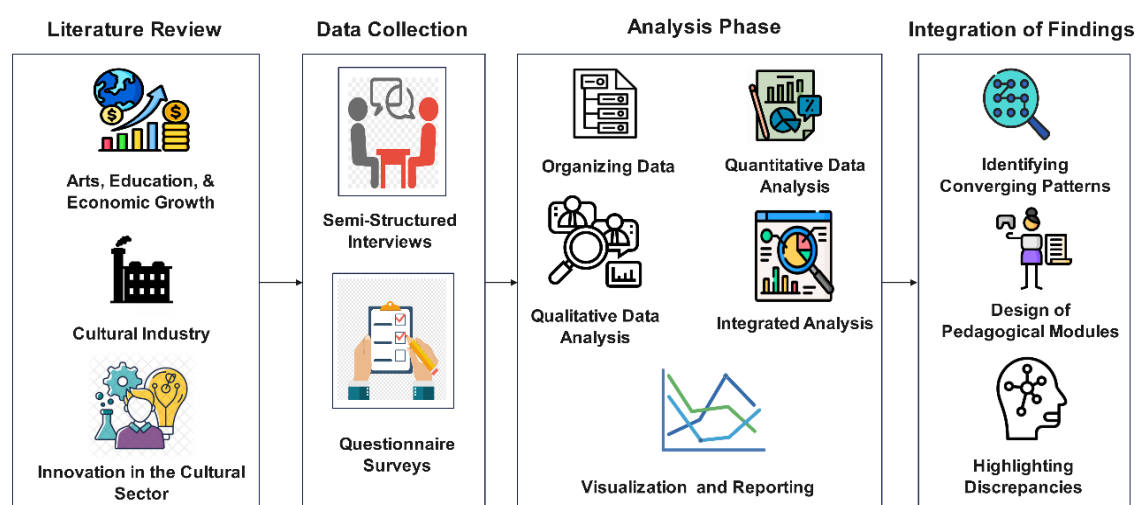 Literature Review
Arts, Education, &
Economic Growth
Cultural Industry
Innovation in the Cultural
Sector
Data Collection
Semi-Structured
Interviews
Questionnaire
Surveys
Analysis Phase
Organizing Data
Quantitative Data
Analysis
Qualitative Data
Analysis
Integrated Analysis
Visualization and Reporting
Integration of Findings
Identifying
Converging Patterns
Design of
Pedagogical Modules
Highlighting
Discrepancies